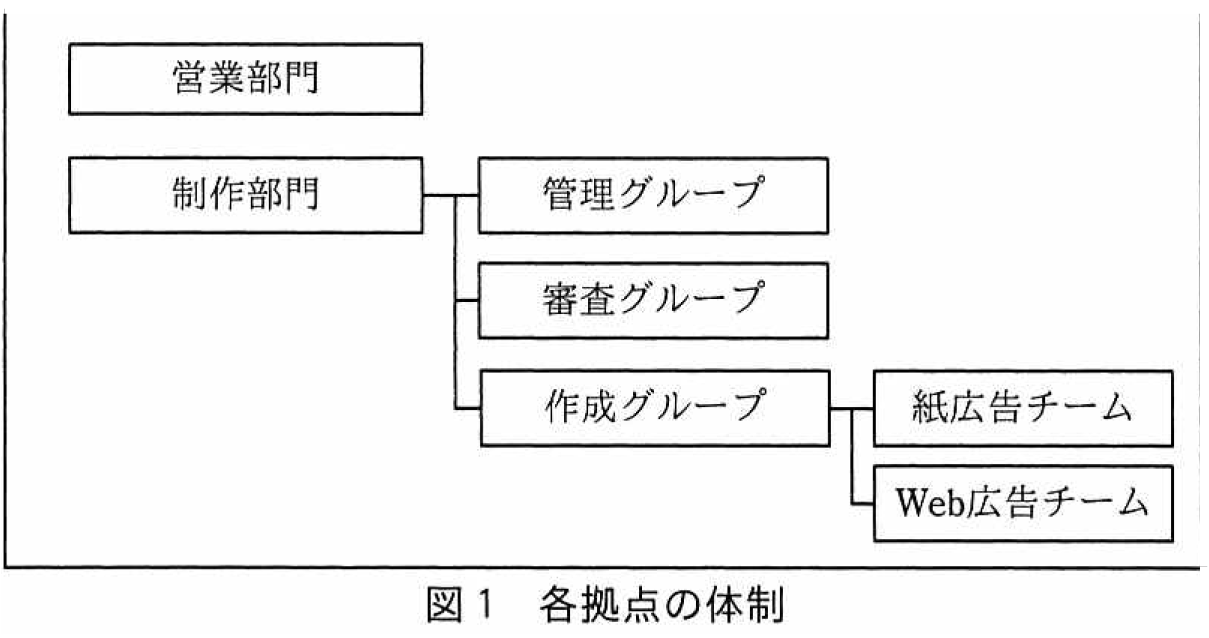 営業部門
制作部門
管理グループ
審査グループ
作成グループ
紙広告チーム
Web広告チーム
図1 各拠点の体制